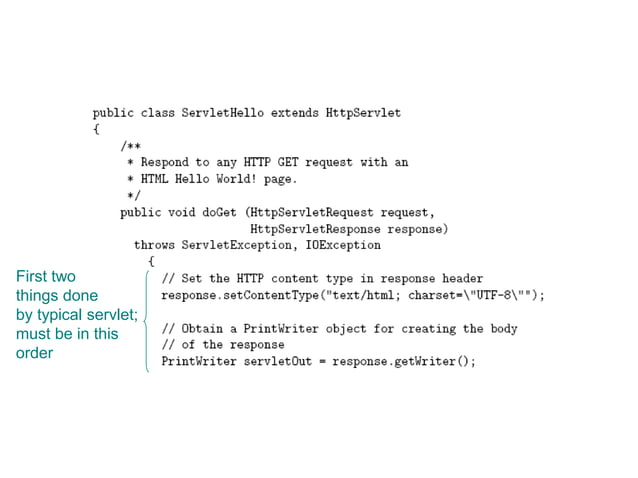 public class ServletHello extends HttpServlet
{
/**
* Respond to any HTTP GET request with an
* HTML Hello World! page.
*/
public void doGet (HttpServletRequest request,
HttpServletResponse response)
throws ServletException, IOException
{
// Set the HTTP content type in response header
response.setContentType("text/html; charset=\"UTF-8\"");
// Obtain a PrintWriter object for creating the body
// of the response
PrintWriter servletOut = response.getWriter();
First two
things done
by typical servlet;
must be in this
order